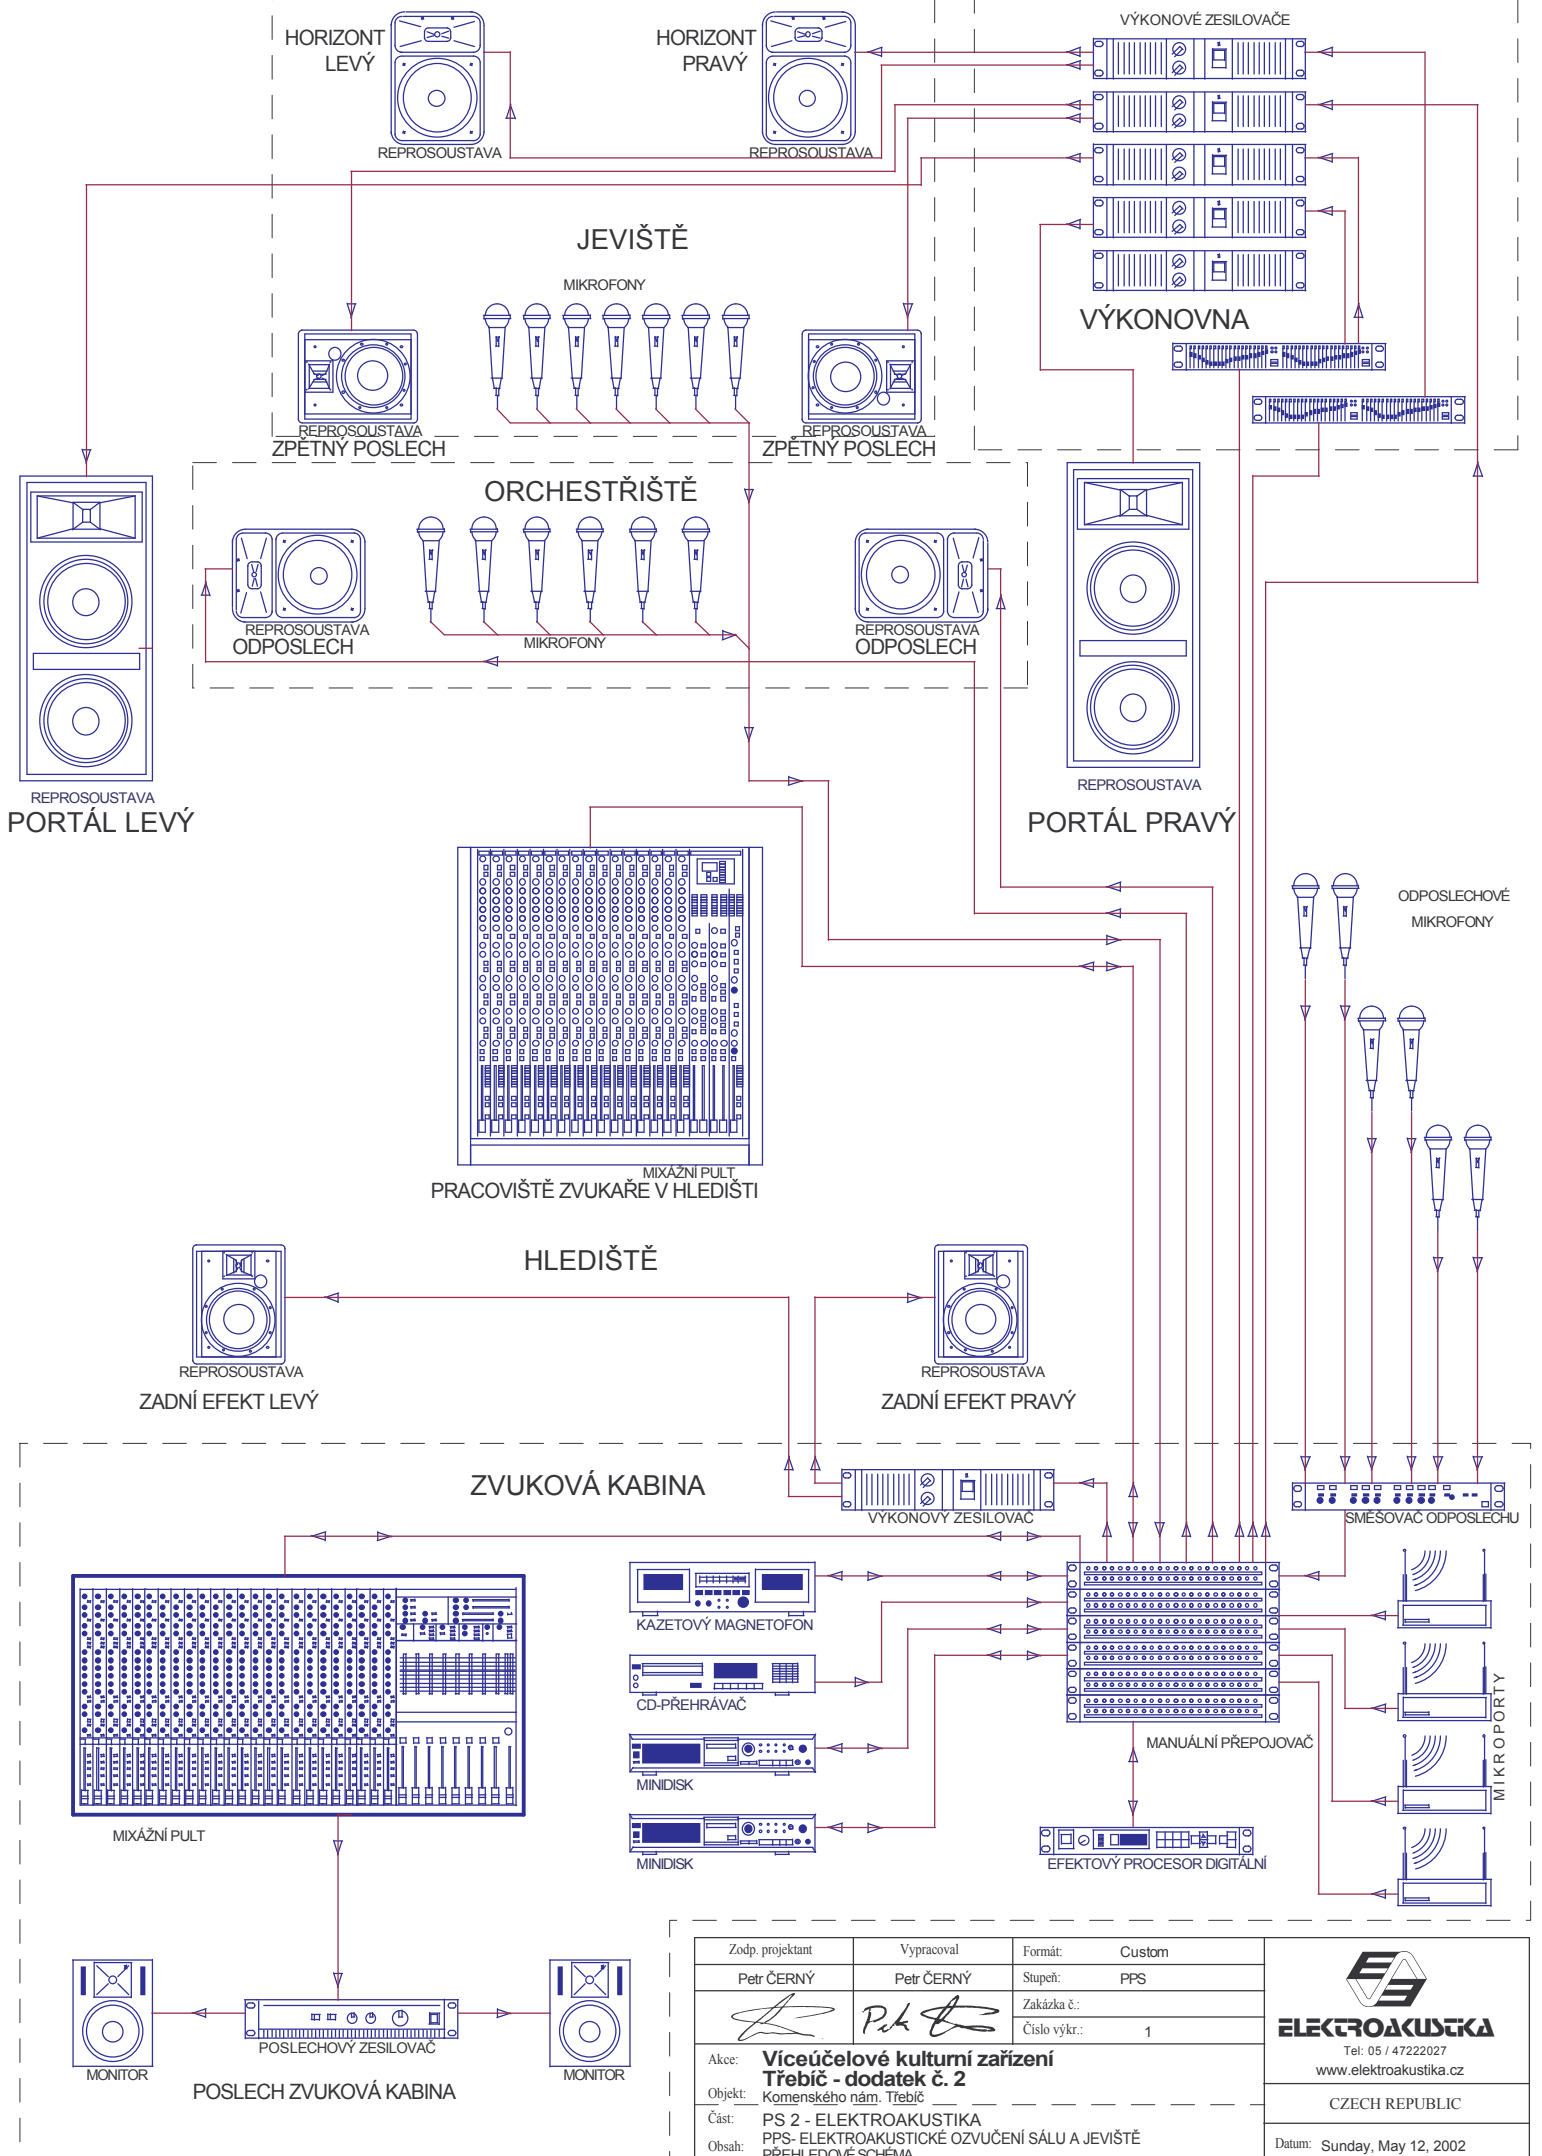 VÝKONOVÉ ZESILOVAČE
HORIZONT
LEVÝ
HORIZONT
PRAVÝ
REPROSOUSTAVA
REPROSOUSTAVA
JEVIŠTĚ
MIKROFONY
VÝKONOVNA
REPROSOUSTAVA
ZPĚTNÝ POSLECH
REPROSOUSTAVA
ZPĚTNÝ POSLECH
ORCHESTŘIŠTĚ
REPROSOUSTAVA
ODPOSLECH
MIKROFONY
REPROSOUSTAVA
ODPOSLECH
REPROSOUSTAVA
PORTÁL LEVÝ
REPROSOUSTAVA
PORTÁL PRAVÝ
ODPOSLECHOVÉ
MIKROFONY
MIXÁŽNÍ PULT
PRACOVIŠTĚ ZVUKAŘE V HLEDIŠTI
HLEDIŠTĚ
REPROSOUSTAVA
ZADNÍ EFEKT LEVÝ
REPROSOUSTAVA
ZADNÍ EFEKT PRAVÝ
ZVUKOVÁ KABINA
VÝKONOVÝ ZESILOVAČ
SMĚŠOVAČ ODPOSLECHU
KAZETOVÝ MAGNETOFON
CD-PŘEHRÁVAČ
MINIDISK
MINIDISK
MANUÁLNÍ PŘEPOJOVAČ
MIKROPORTY
EFEKTOVÝ PROCESOR DIGITÁLNÍ
MIXÁŽNÍ PULT
MONITOR
POSLECHOVÝ ZESILOVAČ
MONITOR
POSLECH ZVUKOVÁ KABINA
Zodp. projektant
Vypracoval
Formát: Custom
Petr ČERNÝ
Petr ČERNÝ
Stupeň: PPS
Zakázka č.:
Číslo výkr.: 1
ELEKTROAKUSTIKA
Tel: 05 / 47222027
www.elektroakustika.cz
CZECH REPUBLIC
Akce: Víceúčelové kulturní zařízení
Třebíč - dodatek č. 2
Objekt: Komenského nám. Třebíč
Část: PS 2 - ELEKTROAKUSTIKA
Obsah: PPS- ELEKTROAKUSTICKÉ OZVUČENÍ SÁLU A JEVIŠTĚ
PŘEHLEDOVÉ SCHÉMA
Datum: Sunday, May 12, 2002